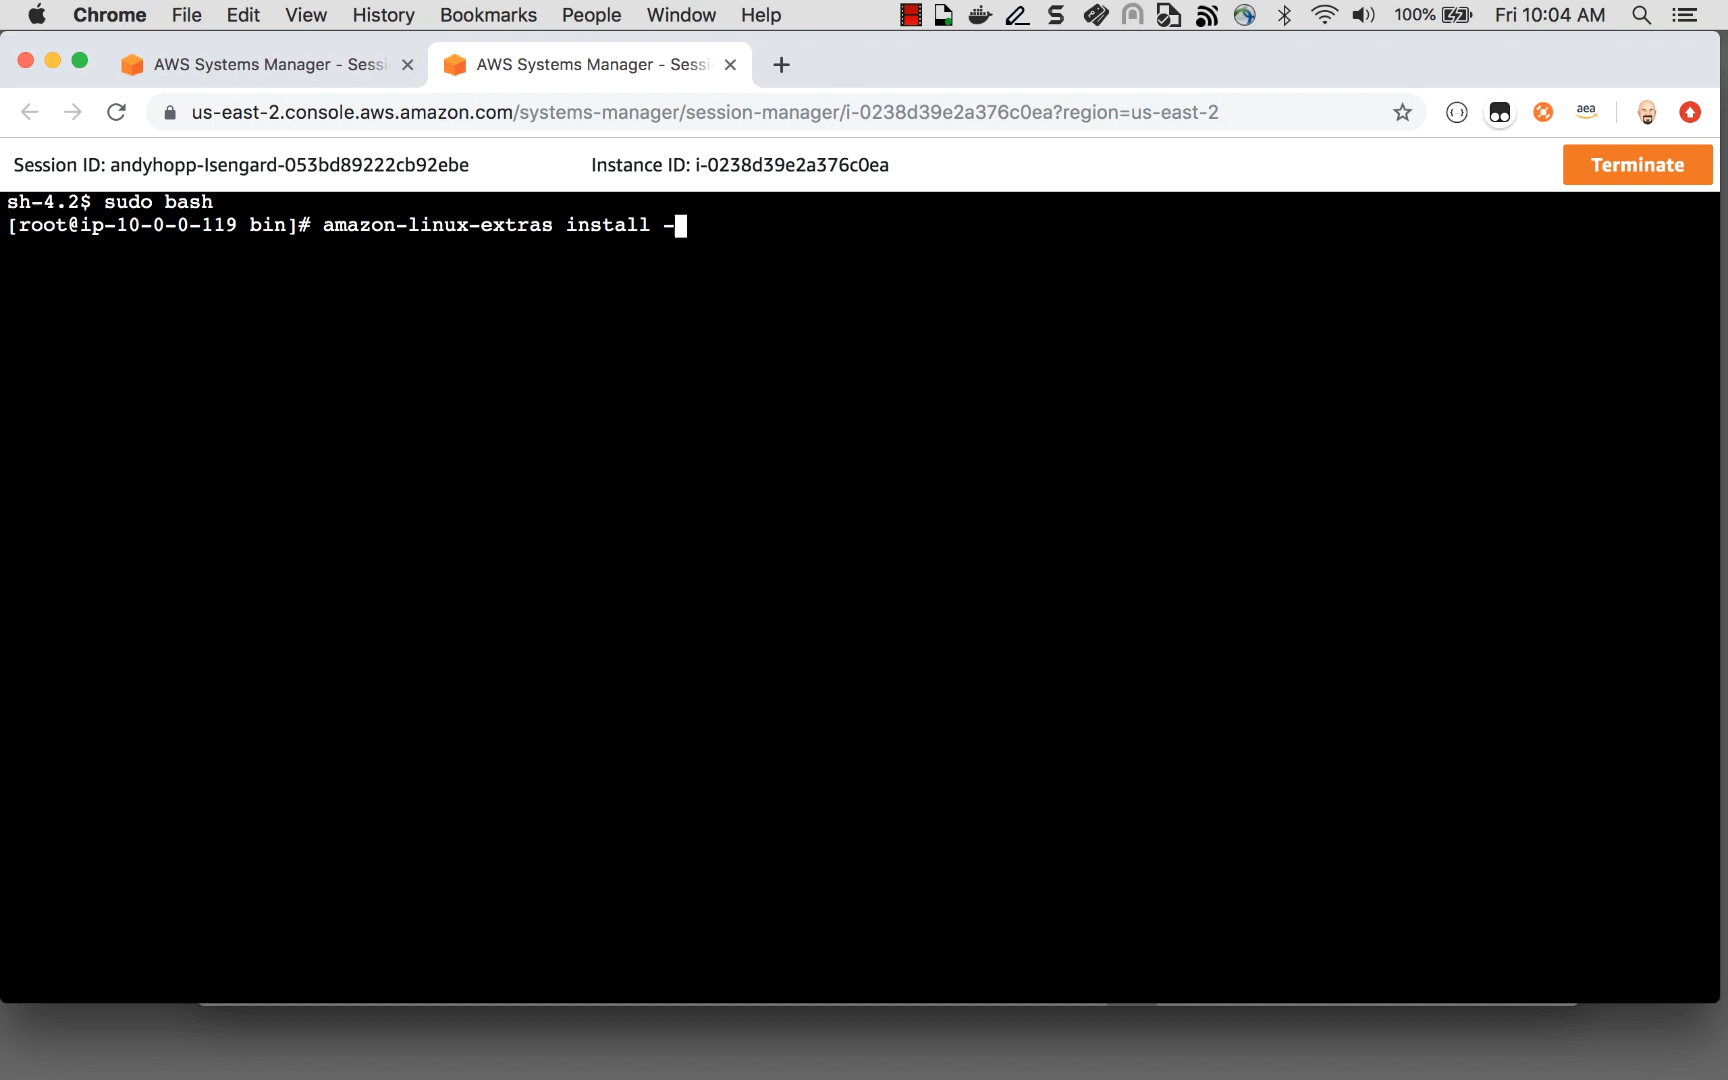 Chrome File Edit View History Bookmarks People Window Help 100% Fri 10:04 AM
AWS Systems Manager - Sessi AWS Systems Manager - Sessi
us-east-2.console.aws.amazon.com/systems-manager/session-manager/i-0238d39e2a376c0ea?region=us-east-2 aea
Session ID: andyhopp-Isengard-053bd89222cb92ebe Instance ID: i-0238d39e2a376c0ea Terminate
sh-4.2$ sudo bash
[root@ip-10-0-0-119 bin]# amazon-linux-extras install -